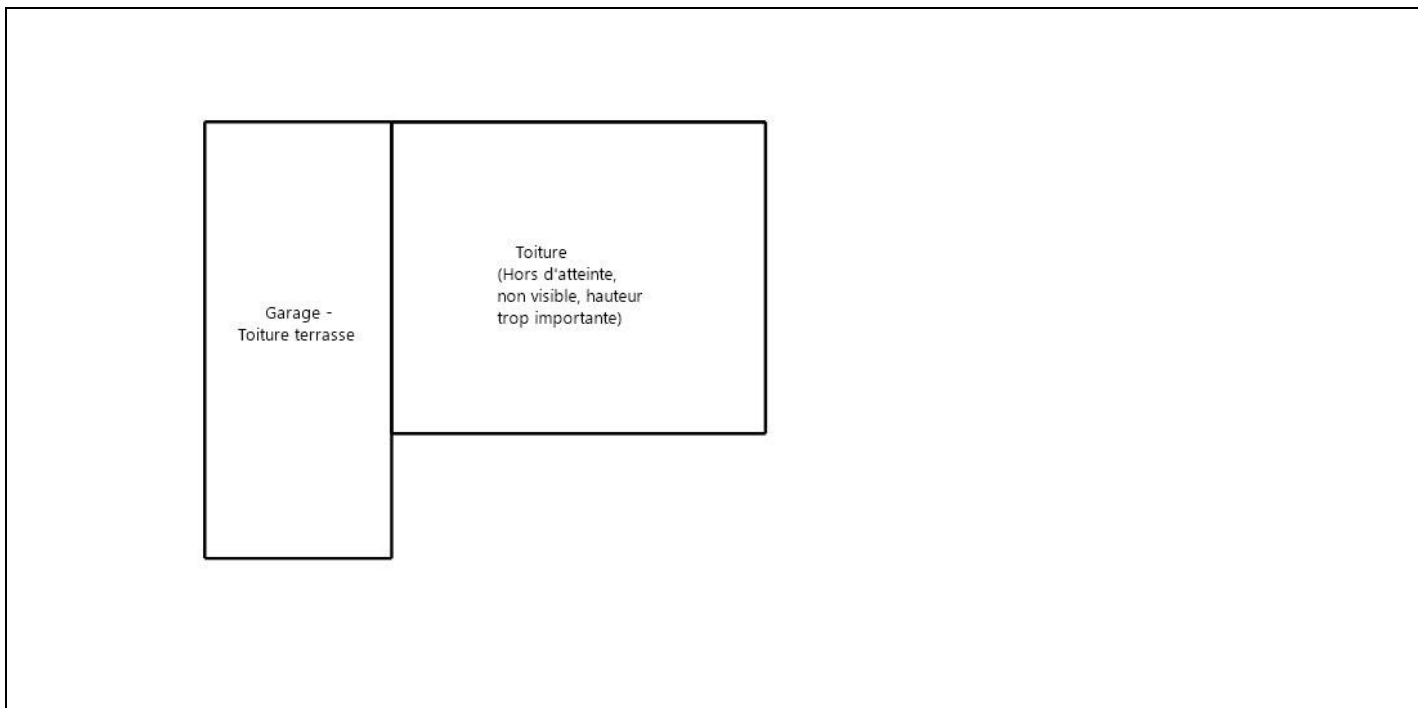 Garage -
Toiture terrasse
Toiture
(Hors d'atteinte,
non visible, hauteur
trop importante)